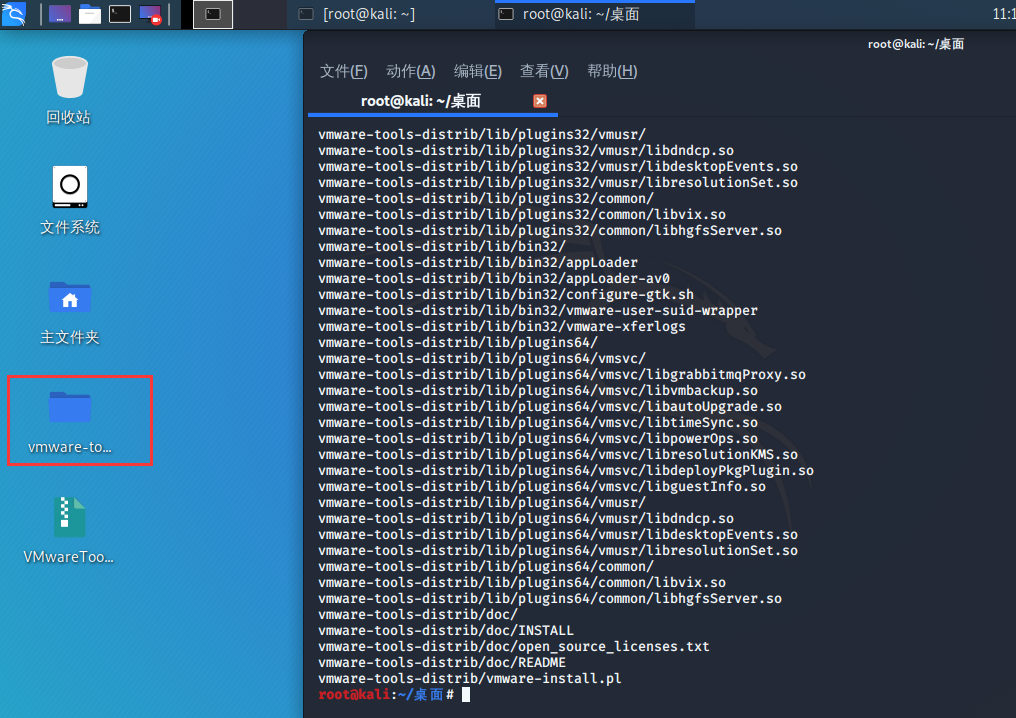 [root@kali: ~]
root@kali: ~/桌面
11:1
root@kali: ~/桌面
文件(F) 动作(A) 编辑(E) 查看(V) 帮助(H)
root@kali: ~/桌面
回收站
文件系统
主文件夹
vmware-to...
VMwareToo...
vmware-tools-distrib/lib/plugins32/vmusr/
vmware-tools-distrib/lib/plugins32/vmusr/libdndcp.so
vmware-tools-distrib/lib/plugins32/vmusr/libdesktopEvents.so
vmware-tools-distrib/lib/plugins32/vmusr/libresolutionSet.so
vmware-tools-distrib/lib/plugins32/common/
vmware-tools-distrib/lib/plugins32/common/libvix.so
vmware-tools-distrib/lib/plugins32/common/libhgfsServer.so
vmware-tools-distrib/lib/bin32/
vmware-tools-distrib/lib/bin32/appLoader
vmware-tools-distrib/lib/bin32/appLoader-av0
vmware-tools-distrib/lib/bin32/configure-gtk.sh
vmware-tools-distrib/lib/bin32/vmware-user-suid-wrapper
vmware-tools-distrib/lib/bin32/vmware-xferlogs
vmware-tools-distrib/lib/plugins64/
vmware-tools-distrib/lib/plugins64/vmsvc/
vmware-tools-distrib/lib/plugins64/vmsvc/libgrabbitmqProxy.so
vmware-tools-distrib/lib/plugins64/vmsvc/libvmbackup.so
vmware-tools-distrib/lib/plugins64/vmsvc/libautoUpgrade.so
vmware-tools-distrib/lib/plugins64/vmsvc/libtimeSync.so
vmware-tools-distrib/lib/plugins64/vmsvc/libpowerOps.so
vmware-tools-distrib/lib/plugins64/vmsvc/libresolutionKMS.so
vmware-tools-distrib/lib/plugins64/vmsvc/libdeployPkgPlugin.so
vmware-tools-distrib/lib/plugins64/vmsvc/libguestInfo.so
vmware-tools-distrib/lib/plugins64/vmusr/
vmware-tools-distrib/lib/plugins64/vmusr/libdndcp.so
vmware-tools-distrib/lib/plugins64/vmusr/libdesktopEvents.so
vmware-tools-distrib/lib/plugins64/vmusr/libresolutionSet.so
vmware-tools-distrib/lib/plugins64/common/
vmware-tools-distrib/lib/plugins64/common/libvix.so
vmware-tools-distrib/lib/plugins64/common/libhgfsServer.so
vmware-tools-distrib/doc/
vmware-tools-distrib/doc/INSTALL
vmware-tools-distrib/doc/open_source_licenses.txt
vmware-tools-distrib/doc/README
vmware-tools-distrib/vmware-install.pl
root@kali:~/桌面#